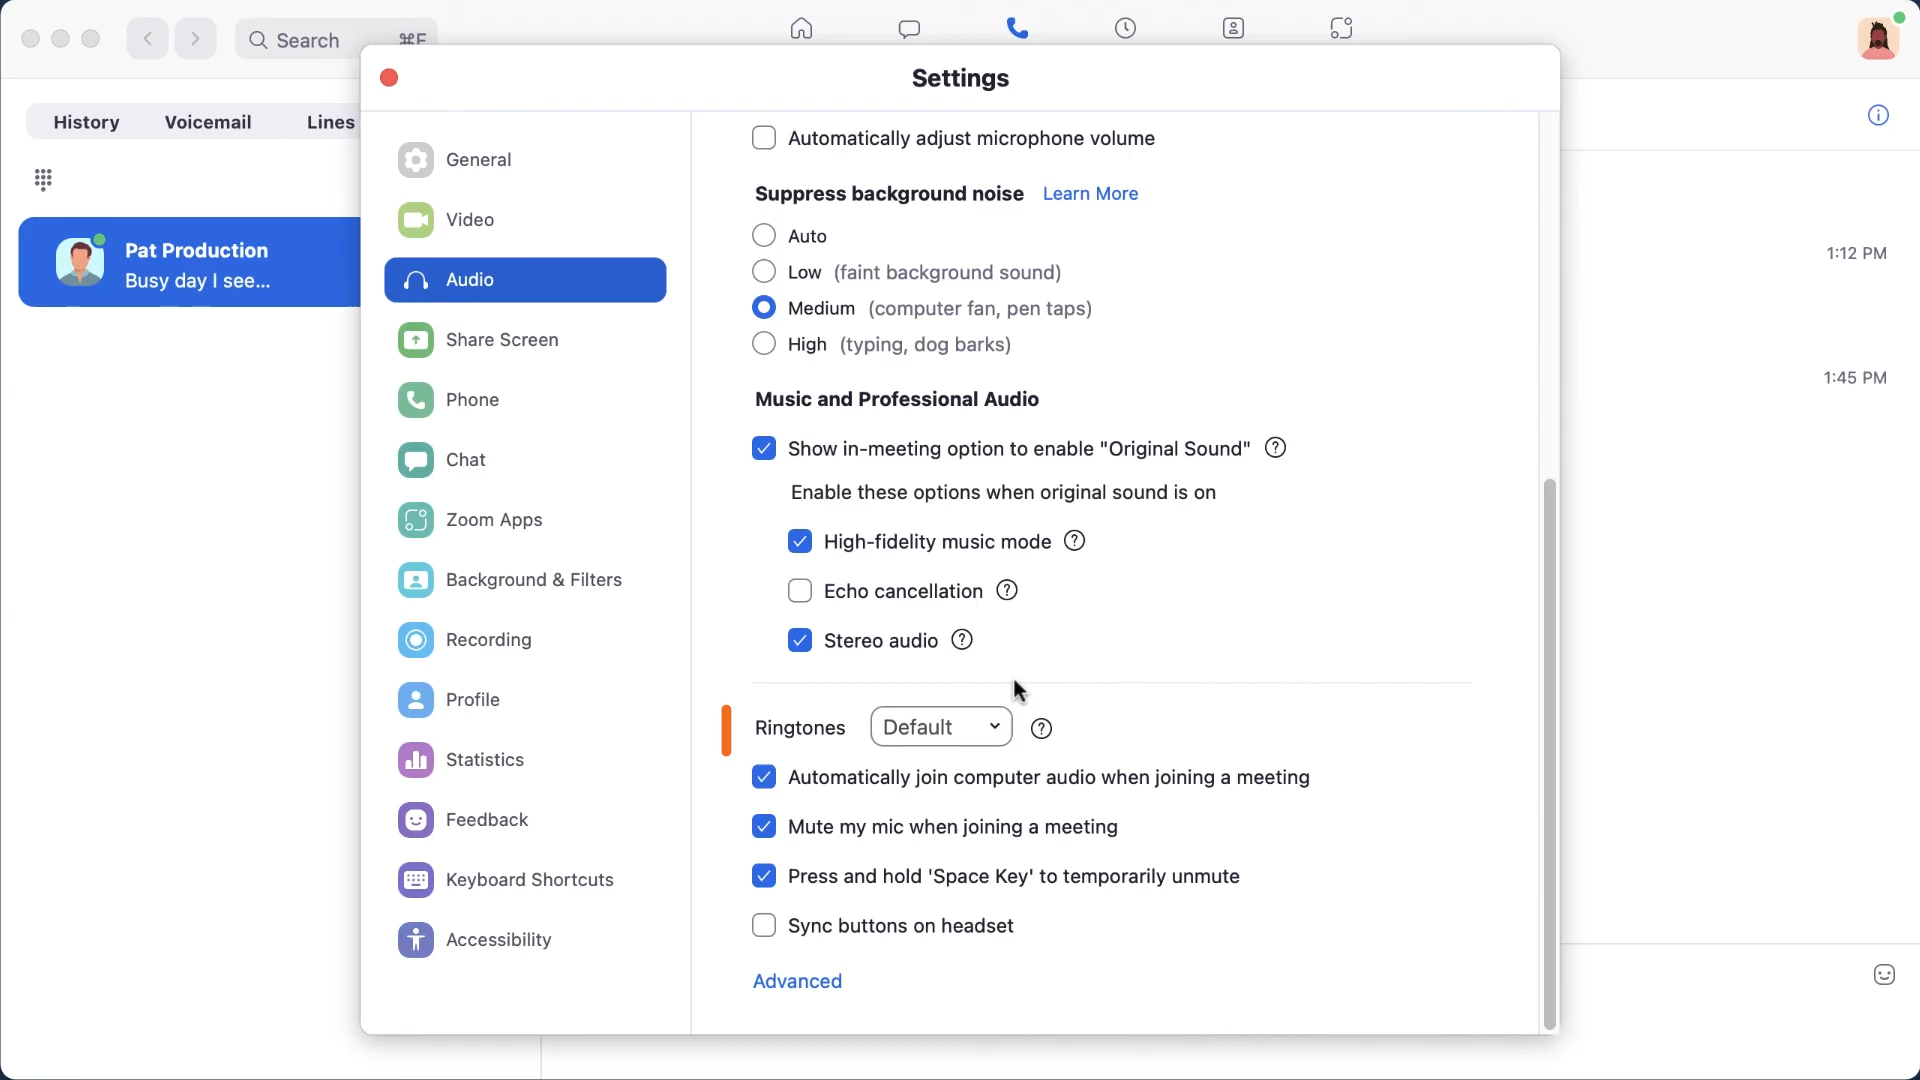 Search
⌘F
Settings
History
Voicemail
Lines
Pat Production
Busy day I see...
General
Video
Audio
Share Screen
Phone
Chat
Zoom Apps
Background & Filters
Recording
Profile
Statistics
Feedback
Keyboard Shortcuts
Accessibility
Automatically adjust microphone volume
Suppress background noise Learn More
Auto
Low (faint background sound)
Medium (computer fan, pen taps)
High (typing, dog barks)
Music and Professional Audio
Show in-meeting option to enable "Original Sound" ?
Enable these options when original sound is on
High-fidelity music mode ?
Echo cancellation ?
Stereo audio ?
Ringtones Default ?
Automatically join computer audio when joining a meeting
Mute my mic when joining a meeting
Press and hold 'Space Key' to temporarily unmute
Sync buttons on headset
Advanced
1:12 PM
1:45 PM